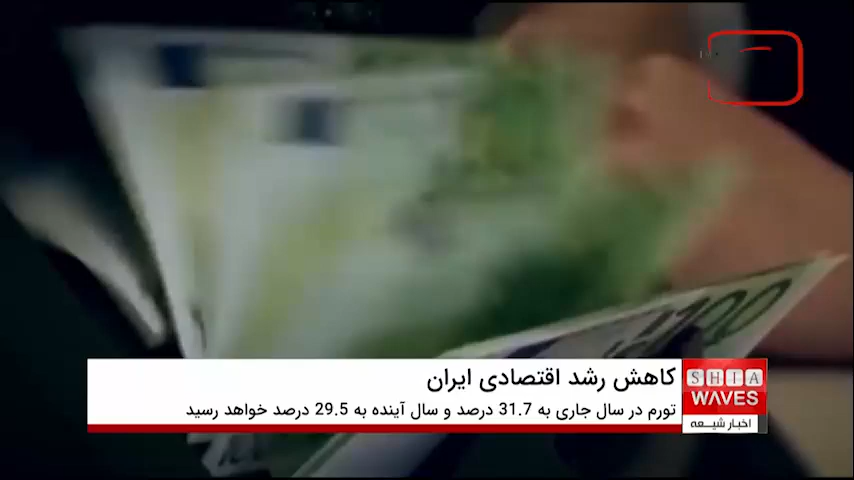 کاهش رشد اقتصادی ایران
تورم در سال جاری به 31.7 درصد و سال آینده به 29.5 درصد خواهد رسید
SHIA
WAVES
اخبار شیعه
100